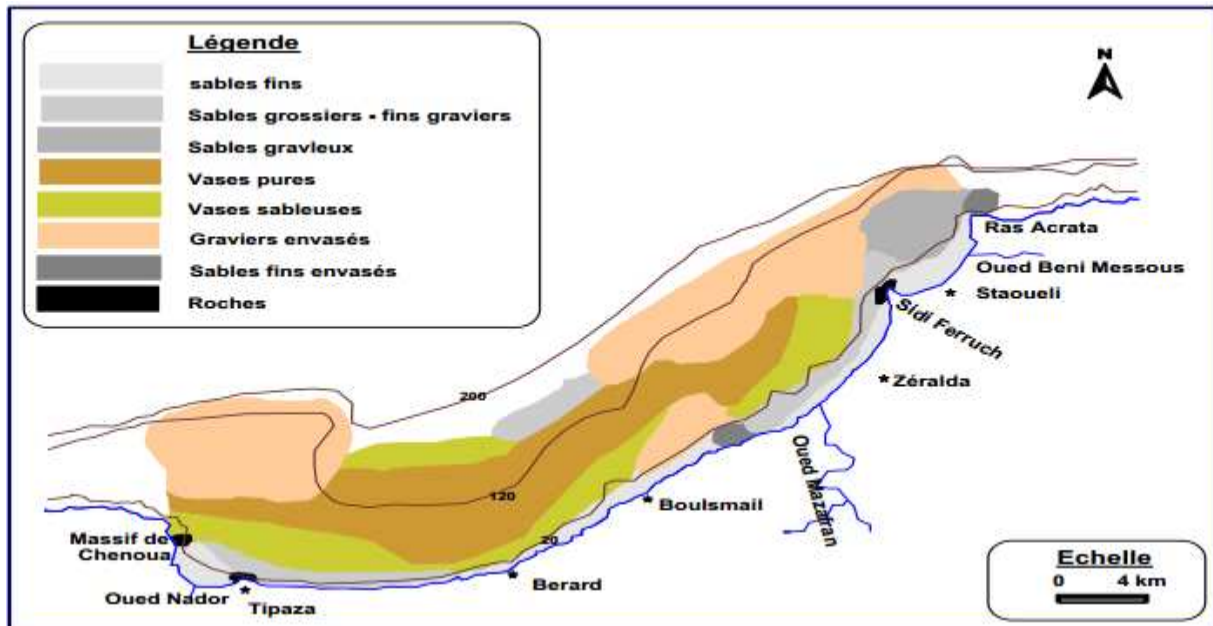 Légende
sables fins
Sables grossiers - fins graviers
Sables gravleux
Vases pures
Vases sableuses
Graviers envasés
Sables fins envasés
Roches
N
Ras Acrata
Oued Beni Messous
Staoueli
Sidi Ferruch
Zéralda
200
Oued Mazafran
120
Boulsmail
Massif de
Chenoua
20
Berard
Oued Nador
Tipaza
Echelle
0 4 km